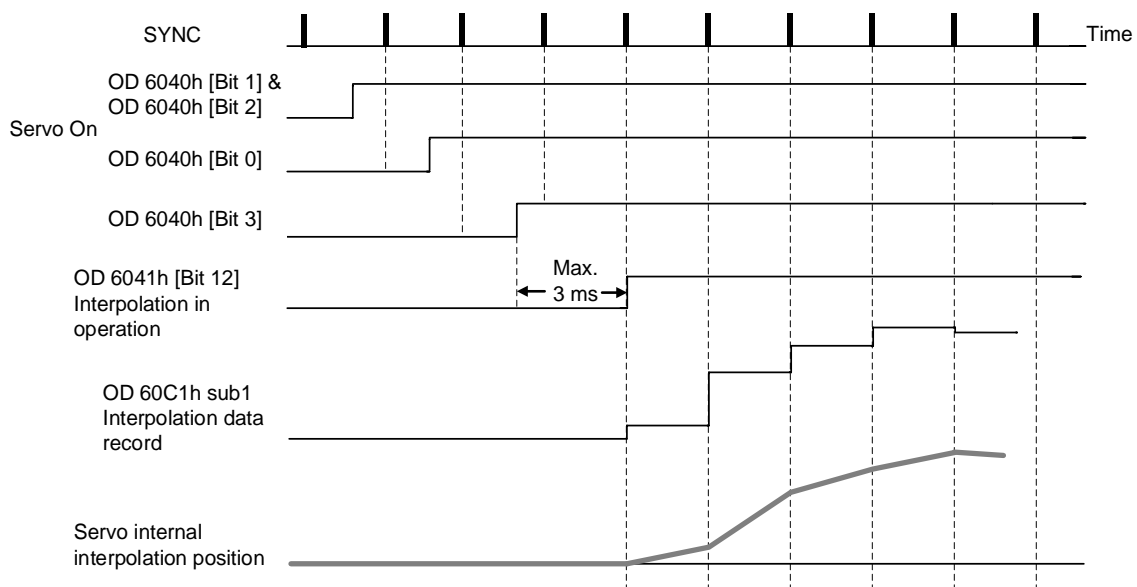 SYNC
Time
OD 6040h [Bit 1] &
OD 6040h [Bit 2]
Servo On
OD 6040h [Bit 0]
OD 6040h [Bit 3]
OD 6041h [Bit 12]
Interpolation in
operation
Max.
3 ms
OD 60C1h sub1
Interpolation data
record
Servo internal
interpolation position